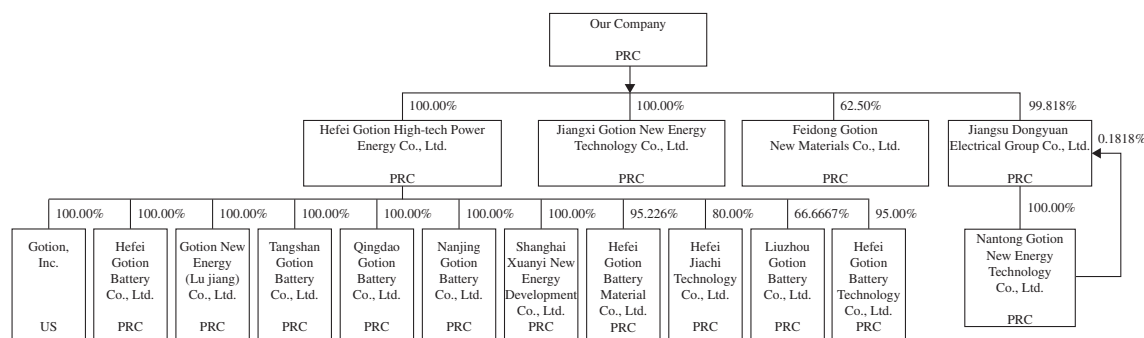 Our Company
PRC
100.00%
100.00%
62.50%
99.818%
Hefei Gotion High-tech Power
Energy Co., Ltd.
PRC
Jiangxi Gotion New Energy
Technology Co., Ltd.
PRC
Feidong Gotion
New Materials Co., Ltd.
PRC
Jiangsu Dongyuan
Electrical Group Co., Ltd.
PRC
0.1818%
100.00%
100.00%
100.00%
100.00%
100.00%
100.00%
100.00%
95.226%
80.00%
66.6667%
95.00%
100.00%
Gotion,
Inc.
US
Hefei
Gotion
Battery
Co., Ltd.
PRC
Gotion New
Energy
(Lu jiang)
Co., Ltd.
PRC
Tangshan
Gotion
Battery
Co., Ltd.
PRC
Qingdao
Gotion
Battery
Co., Ltd.
PRC
Nanjing
Gotion
Battery
Co., Ltd.
PRC
Shanghai
Xuanyi New
Energy
Development
Co., Ltd.
PRC
Hefei
Gotion
Battery
Material
Co., Ltd.
PRC
Hefei
Jiachi
Technology
Co., Ltd.
PRC
Liuzhou
Gotion
Battery
Co., Ltd.
PRC
Hefei
Gotion
Battery
Technology
Co., Ltd.
PRC
Nantong Gotion
New Energy
Technology
Co., Ltd.
PRC